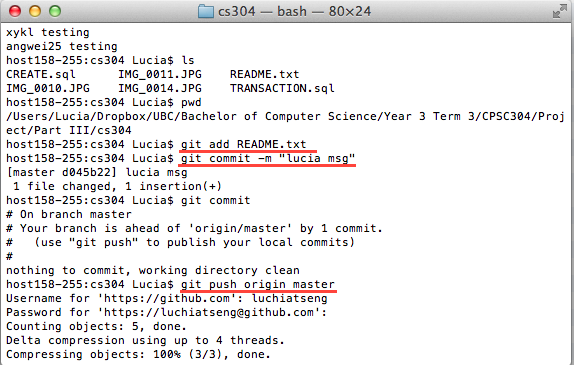 cs304 — bash — 80×24
xykl testing
angwei25 testing
host158-255:cs304 Lucia$ ls
CREATE.sql IMG_0011.JPG README.txt
IMG_0010.JPG IMG_0014.JPG TRANSACTION.sql
host158-255:cs304 Lucia$ pwd
/Users/Lucia/Dropbox/UBC/Bachelor of Computer Science/Year 3 Term 3/CPSC304/Proj
ect/Part III/cs304
host158-255:cs304 Lucia$ git add README.txt
host158-255:cs304 Lucia$ git commit -m "lucia msg"
[master d045b22] lucia msg
1 file changed, 1 insertion(+)
host158-255:cs304 Lucia$ git commit
# On branch master
# Your branch is ahead of 'origin/master' by 1 commit.
#   (use "git push" to publish your local commits)
#
nothing to commit, working directory clean
host158-255:cs304 Lucia$ git push origin master
Username for 'https://github.com': luchiatseng
Password for 'https://luchiatseng@github.com':
Counting objects: 5, done.
Delta compression using up to 4 threads.
Compressing objects: 100% (3/3), done.